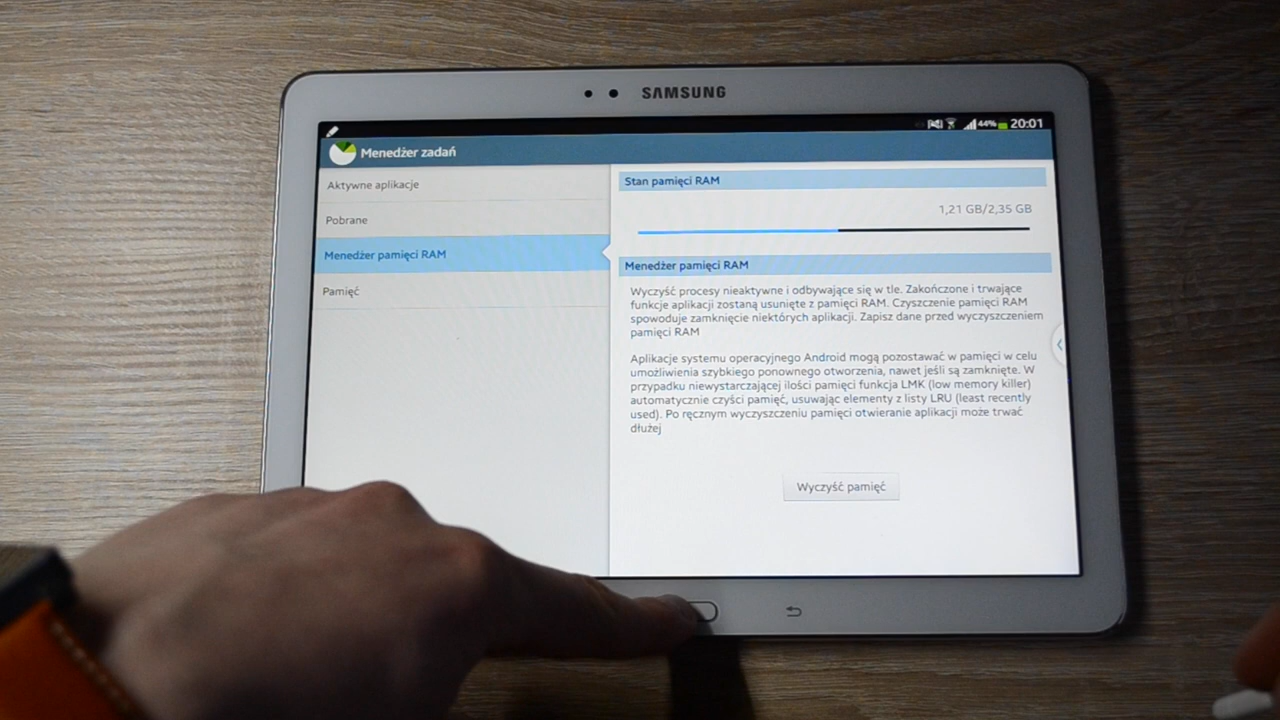 SAMSUNG
44% 20:01
Menedżer zadań
Aktywne aplikacje
Pobrane
Menedżer pamięci RAM
Pamięć
Stan pamięci RAM
1,21 GB/2,35 GB
Menedżer pamięci RAM
Wyczyść procesy nieaktywne i odbywające się w tle. Zakończone i trwające
funkcje aplikacji zostaną usunięte z pamięci RAM. Czyszczenie pamięci RAM
spowoduje zamknięcie niektórych aplikacji. Zapisz dane przed wyczyszczeniem
pamięci RAM
Aplikacje systemu operacyjnego Android mogą pozostawać w pamięci w celu
umożliwienia szybkiego ponownego otworzenia, nawet jeśli są zamknięte. W
przypadku niewystarczającej ilości pamięci funkcja LMK (low memory killer)
automatycznie czyści pamięć, usuwając elementy z listy LRU (least recently
used). Po ręcznym wyczyszczeniu pamięci otwieranie aplikacji może trwać
dłużej
Wyczyść pamięć